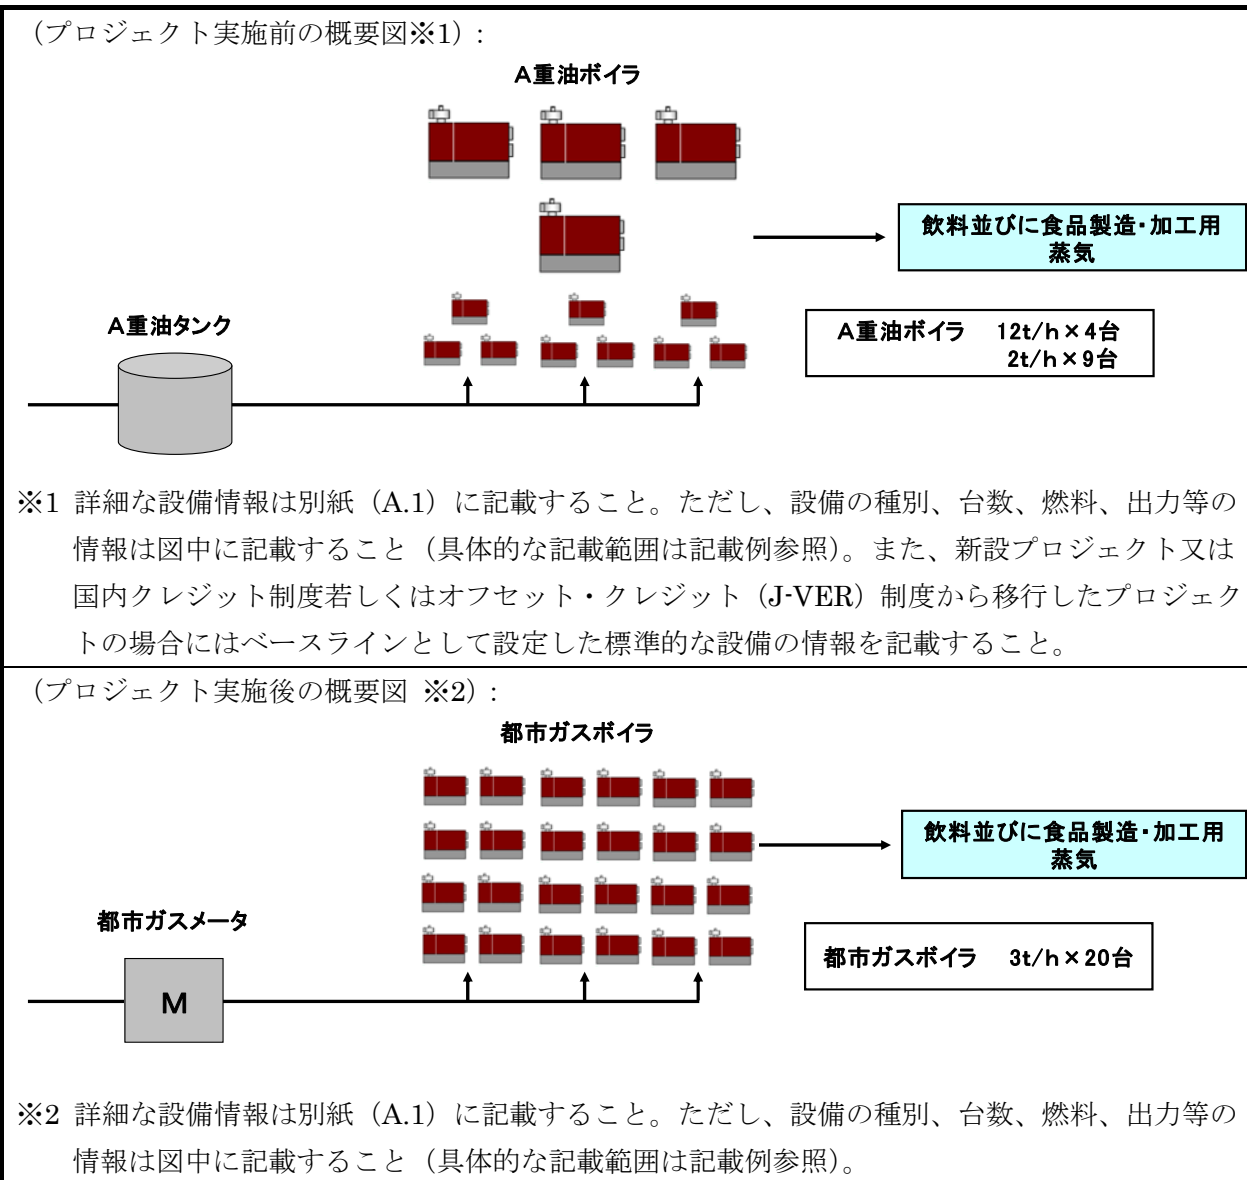 （プロジェクト実施前の概要図※1）：
A重油ボイラ
飲料並びに食品製造・加工用
蒸気
A重油タンク
A重油ボイラ　12t/h×4台
2t/h×9台
※1 詳細な設備情報は別紙（A.1）に記載すること。ただし、設備の種別、台数、燃料、出力等の
情報は図中に記載すること（具体的な記載範囲は記載例参照）。また、新設プロジェクト又は
国内クレジット制度若しくはオフセット・クレジット（J-VER）制度から移行したプロジェク
トの場合にはベースラインとして設定した標準的な設備の情報を記載すること。
（プロジェクト実施後の概要図 ※2）：
都市ガスボイラ
飲料並びに食品製造・加工用
蒸気
都市ガスメータ
都市ガスボイラ　3t/h×20台
M
※2 詳細な設備情報は別紙（A.1）に記載すること。ただし、設備の種別、台数、燃料、出力等の
情報は図中に記載すること（具体的な記載範囲は記載例参照）。